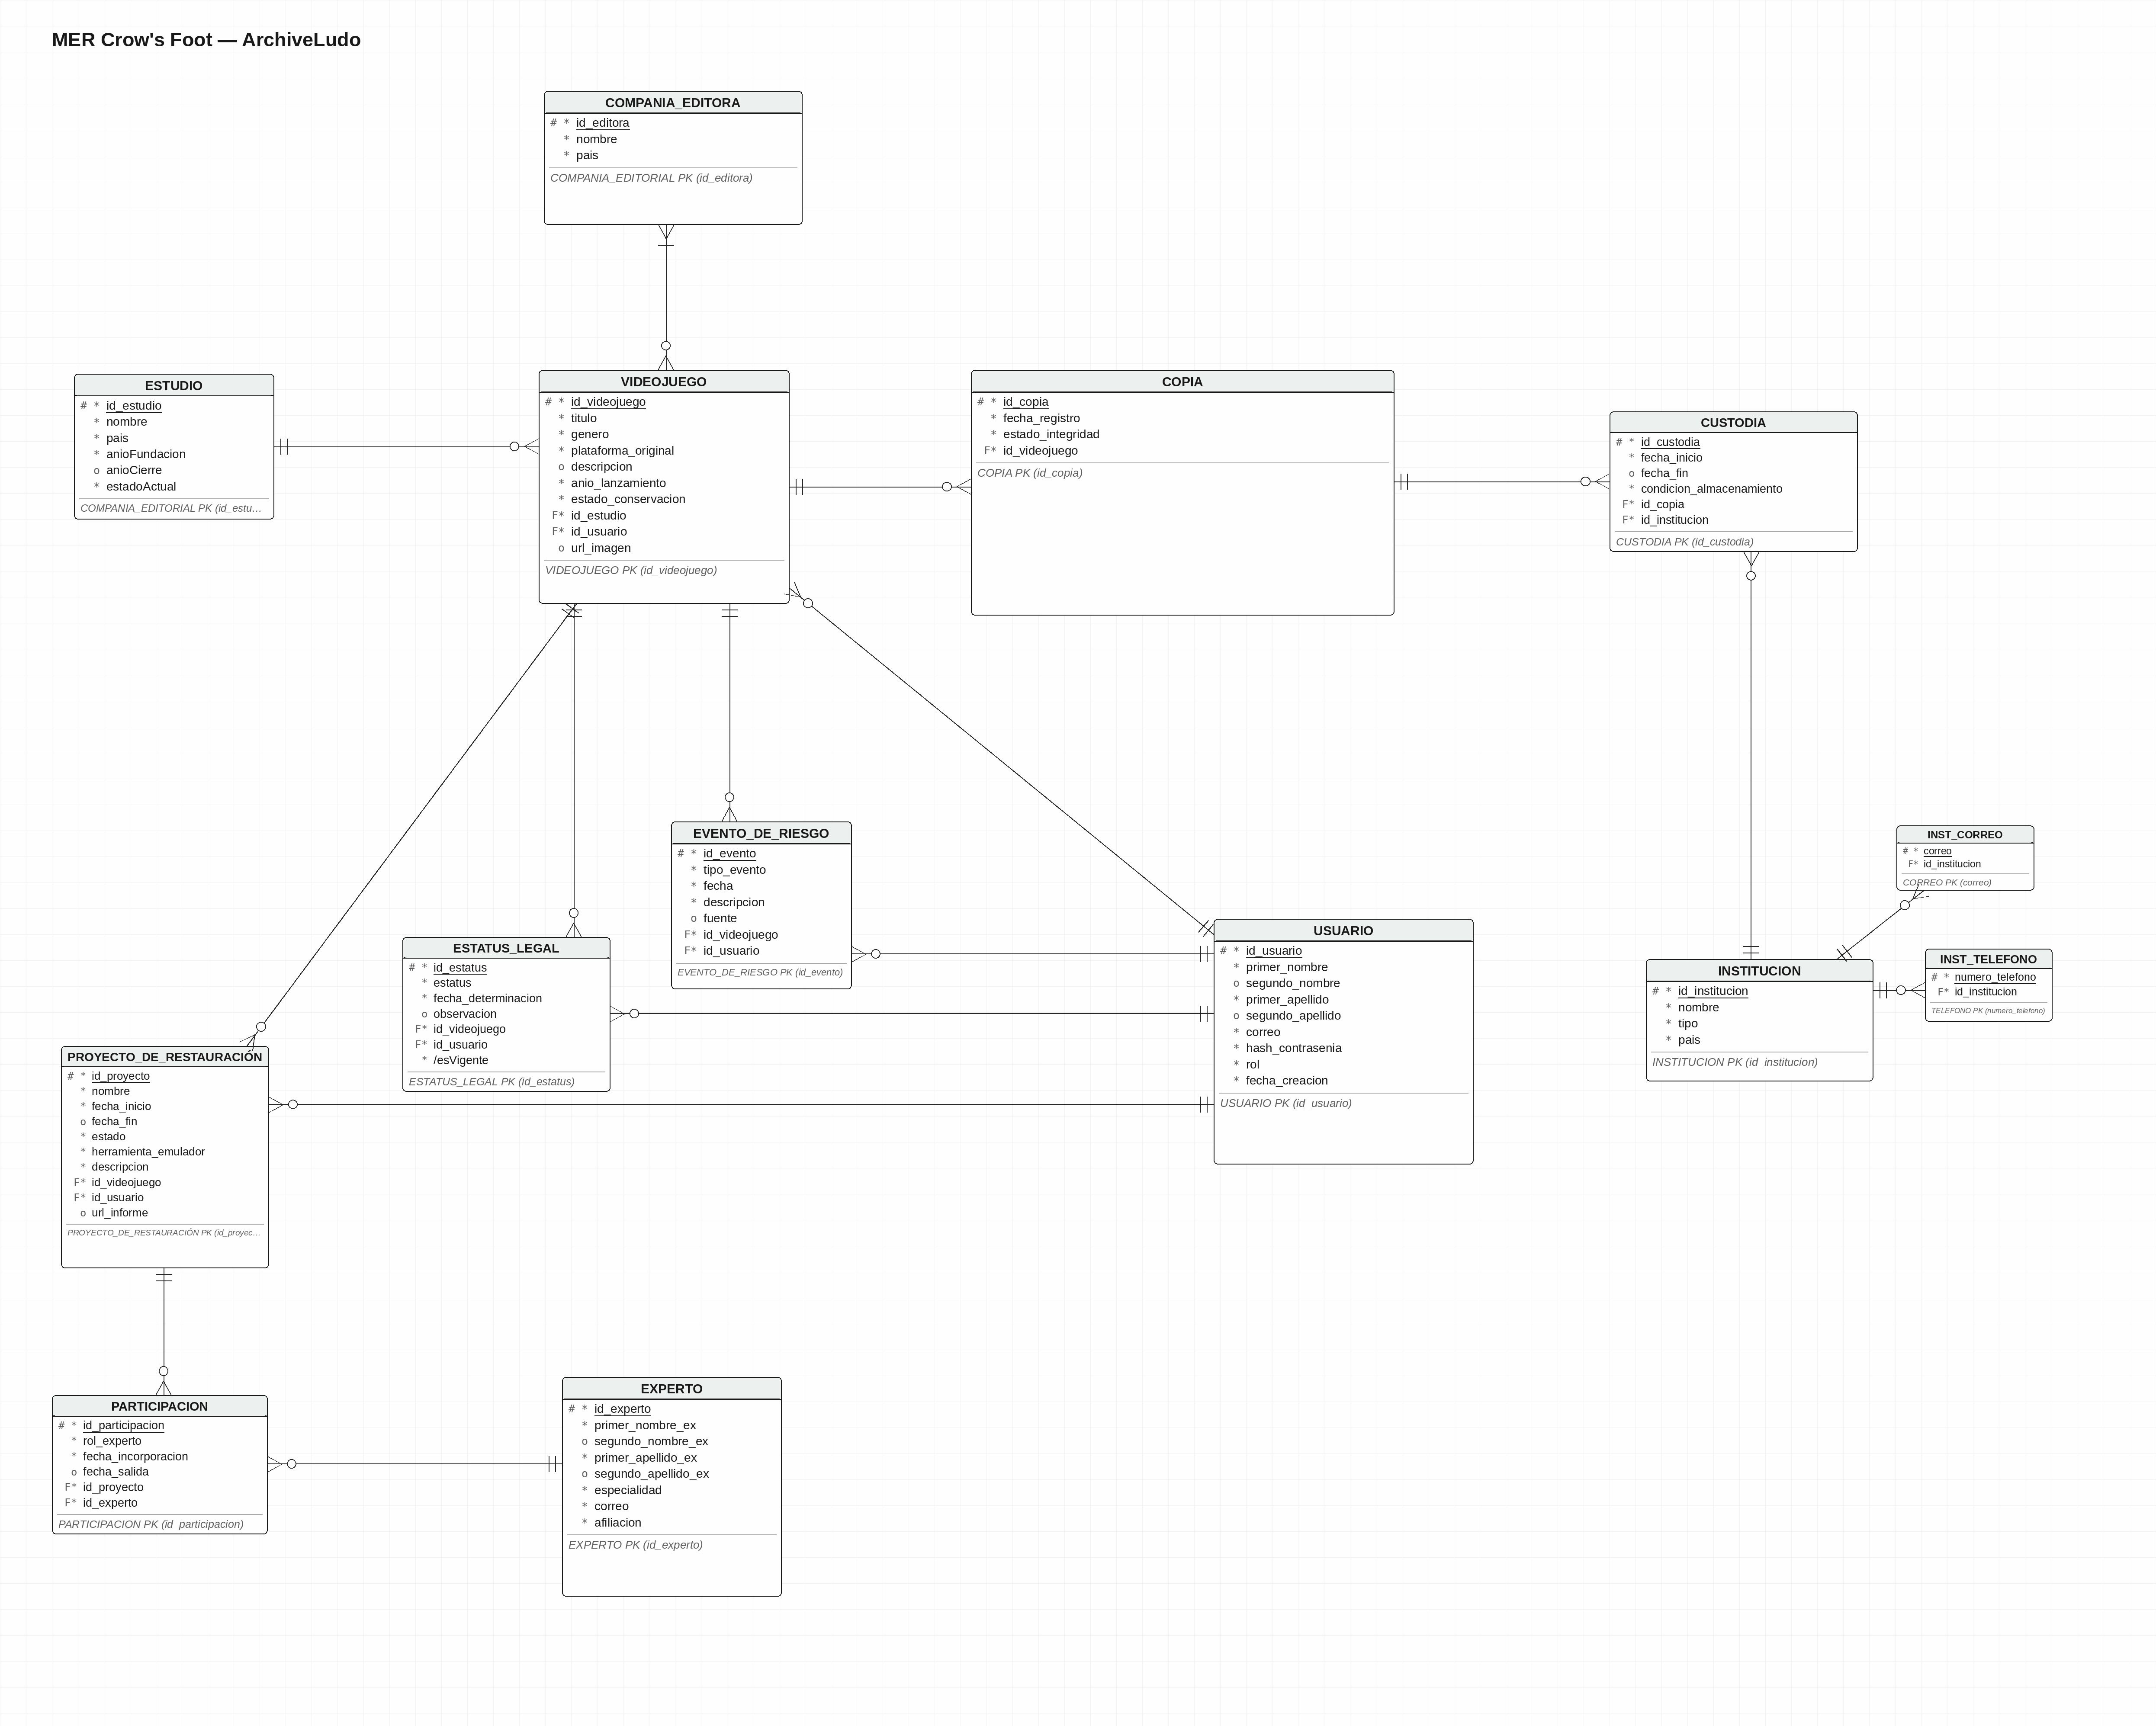 MER Crow's Foot — ArchiveLudo
COMPANIA_EDITORA
# * id_editora
* nombre
* pais
COMPANIA_EDITORIAL PK (id_editora)
ESTUDIO
# * id_estudio
* nombre
* pais
* anioFundacion
o anioCierre
* estadoActual
COMPANIA_EDITORIAL PK (id_estu…
VIDEOJUEGO
# * id_videojuego
* titulo
* genero
* plataforma_original
o descripcion
* anio_lanzamiento
* estado_conservacion
F* id_estudio
F* id_usuario
o url_imagen
VIDEOJUEGO PK (id_videojuego)
COPIA
# * id_copia
* fecha_registro
* estado_integridad
F* id_videojuego
COPIA PK (id_copia)
CUSTODIA
# * id_custodia
* fecha_inicio
o fecha_fin
* condicion_almacenamiento
F* id_copia
F* id_institucion
CUSTODIA PK (id_custodia)
EVENTO_DE_RIESGO
# * id_evento
* tipo_evento
* fecha
* descripcion
o fuente
F* id_videojuego
F* id_usuario
EVENTO_DE_RIESGO PK (id_evento)
INST_CORREO
# * correo
F* id_institucion
CORREO PK (correo)
ESTATUS_LEGAL
# * id_estatus
* estatus
* fecha_determinacion
o observacion
F* id_videojuego
F* id_usuario
* /esVigente
ESTATUS_LEGAL PK (id_estatus)
USUARIO
# * id_usuario
* primer_nombre
o segundo_nombre
* primer_apellido
o segundo_apellido
* correo
* hash_contrasenia
* rol
* fecha_creacion
USUARIO PK (id_usuario)
INSTITUCION
# * id_institucion
* nombre
* tipo
* pais
INSTITUCION PK (id_institucion)
INST_TELEFONO
# * numero_telefono
F* id_institucion
TELEFONO PK (numero_telefono)
PROYECTO_DE_RESTAURACIÓN
# * id_proyecto
* nombre
* fecha_inicio
o fecha_fin
* estado
* herramienta_emulador
* descripcion
F* id_videojuego
F* id_usuario
o url_informe
PROYECTO_DE_RESTAURACIÓN PK (id_proyec…
PARTICIPACION
# * id_participacion
* rol_experto
* fecha_incorporacion
o fecha_salida
F* id_proyecto
F* id_experto
PARTICIPACION PK (id_participacion)
EXPERTO
# * id_experto
* primer_nombre_ex
o segundo_nombre_ex
* primer_apellido_ex
o segundo_apellido_ex
* especialidad
* correo
* afiliacion
EXPERTO PK (id_experto)